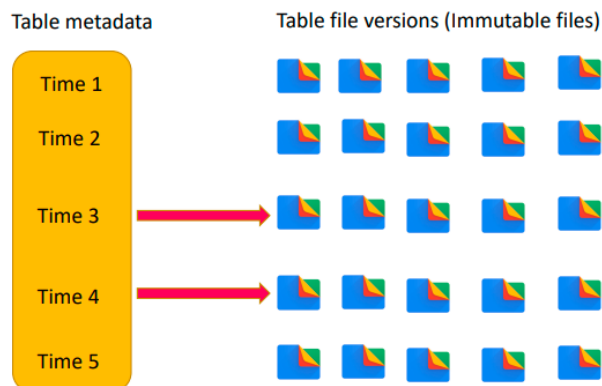 Table metadata
Table file versions (Immutable files)
Time 1
Time 2
Time 3
Time 4
Time 5